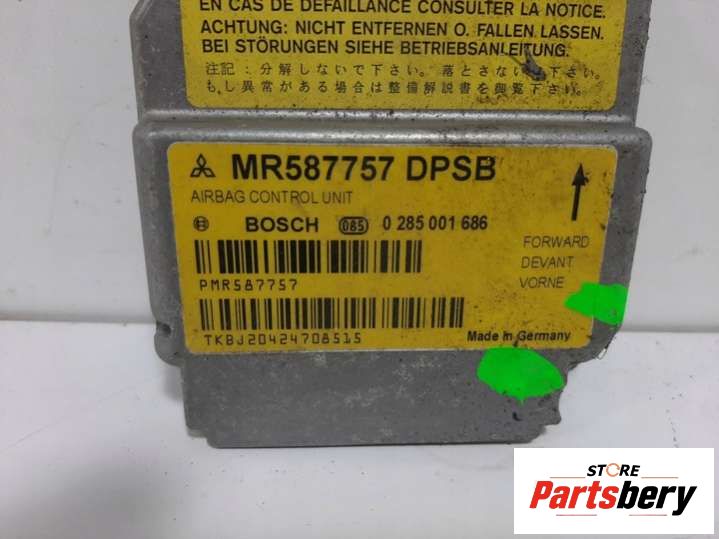 EN CAS DE DEFAILLANCE CONSULTER LA NOTICE.
ACHTUNG: NICHT ENTFERNEN O. FALLEN LASSEN.
BEI STÖRUNGEN SIEHE BETRIEBSANLEITUNG.
注記:分解しないで下さい。落とさないで下さい。
もし異常がある場合は整備解説書を御覧下さい。
MR587757 DPSB
AIRBAG CONTROL UNIT
BOSCH 085 0 285 001 686
FORWARD
DEVANT
VORNE
PMR587757
TKBJ20424708515
Made in Germany
STORE
Partsbery